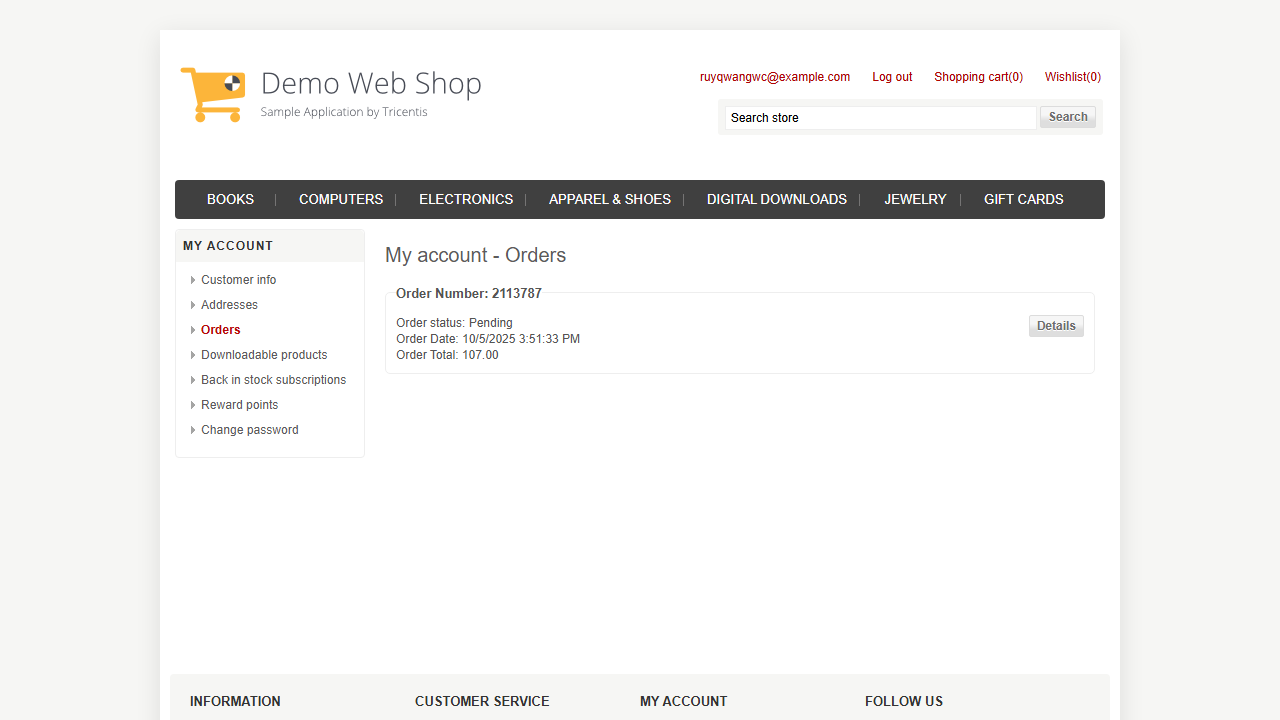 Demo Web Shop
Sample Application by Tricentis
ruyqwangwc@example.com Log out Shopping cart(0) Wishlist(0)
Search store Search
BOOKS COMPUTERS ELECTRONICS APPAREL & SHOES DIGITAL DOWNLOADS JEWELRY GIFT CARDS
MY ACCOUNT
Customer info
Addresses
Orders
Downloadable products
Back in stock subscriptions
Reward points
Change password
My account - Orders
Order Number: 2113787
Order status: Pending
Order Date: 10/5/2025 3:51:33 PM
Order Total: 107.00
Details
INFORMATION CUSTOMER SERVICE MY ACCOUNT FOLLOW US